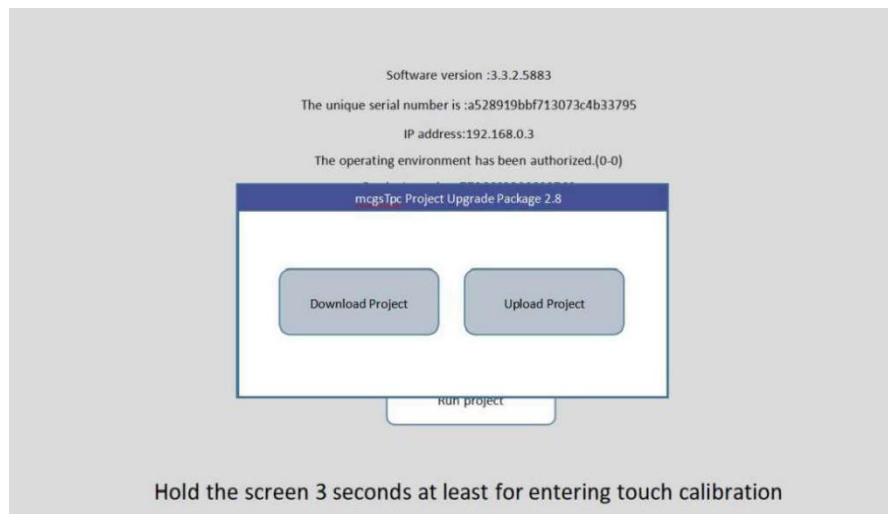 Software version :3.3.2.5883
The unique serial number is :a528919bbf713073c4b33795
IP address:192.168.0.3
The operating environment has been authorized.(0-0)
mcgsTpc Project Upgrade Package 2.8
Download Project
Upload Project
Run project
Hold the screen 3 seconds at least for entering touch calibration